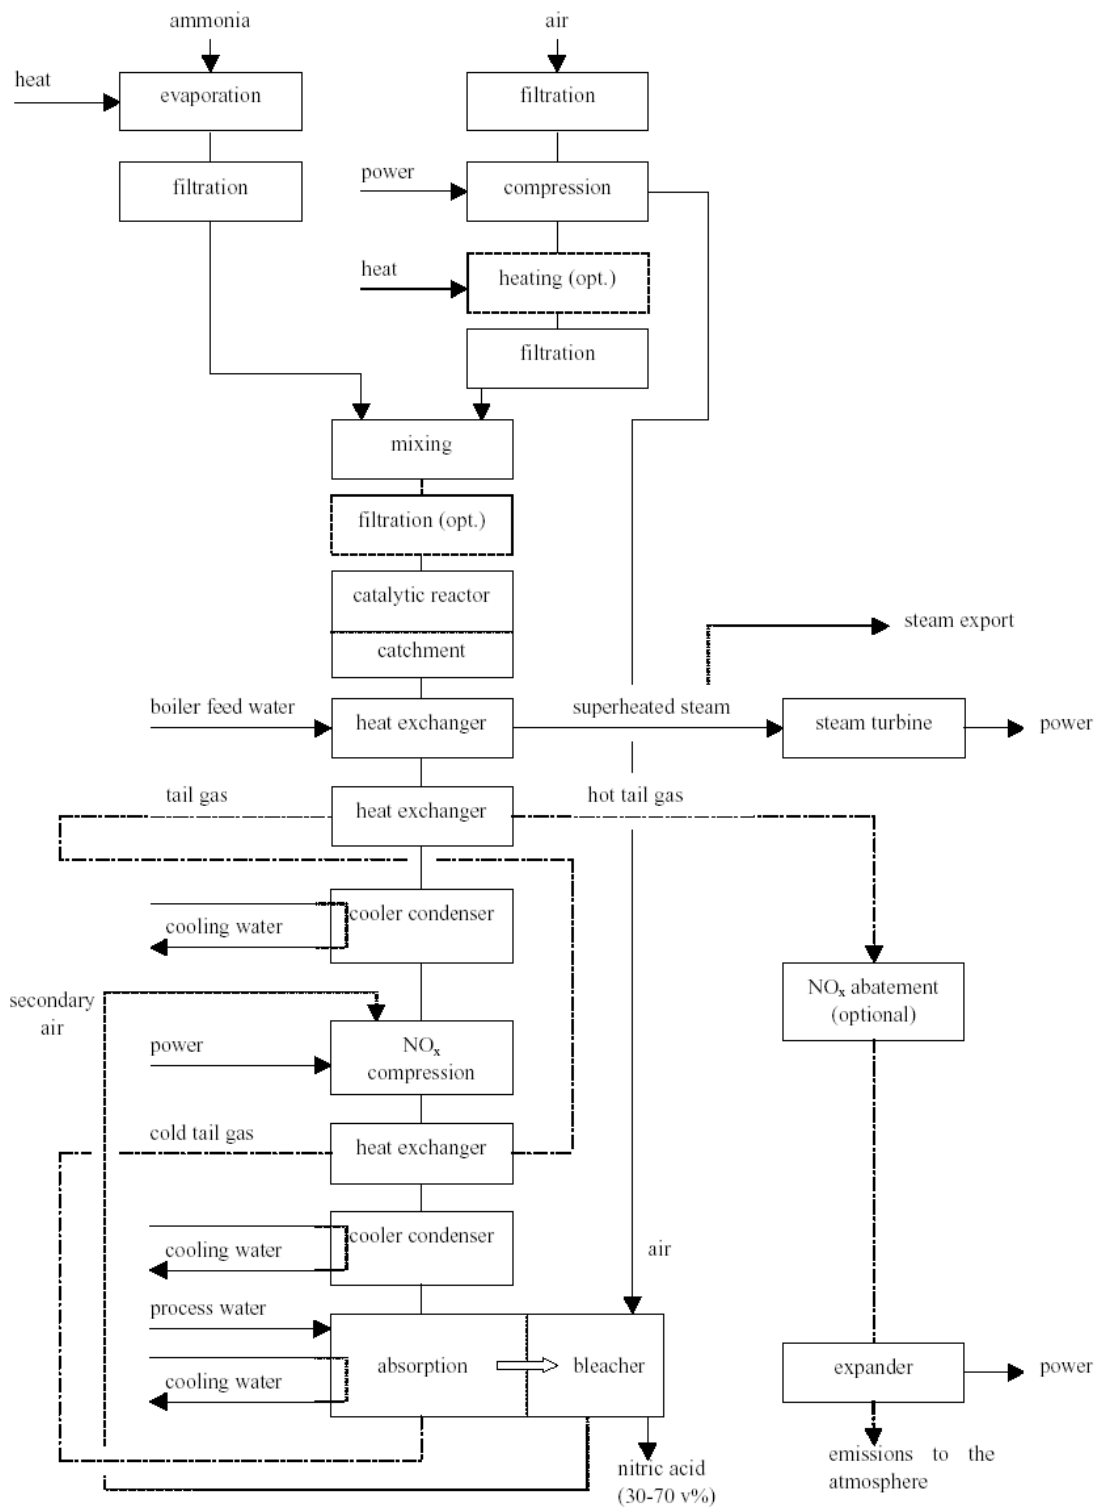 ammonia
air
heat
evaporation
filtration
filtration
power
compression
heat
heating (opt.)
filtration
mixing
filtration (opt.)
catalytic reactor
catchment
steam export
boiler feed water
heat exchanger
superheated steam
steam turbine
power
tail gas
heat exchanger
hot tail gas
cooler condenser
cooling water
secondary
air
NOx abatement
(optional)
power
NOx
compression
cold tail gas
heat exchanger
cooler condenser
cooling water
air
process water
absorption
bleacher
cooling water
expander
power
nitric acid
(30-70 v%)
emissions to the
atmosphere